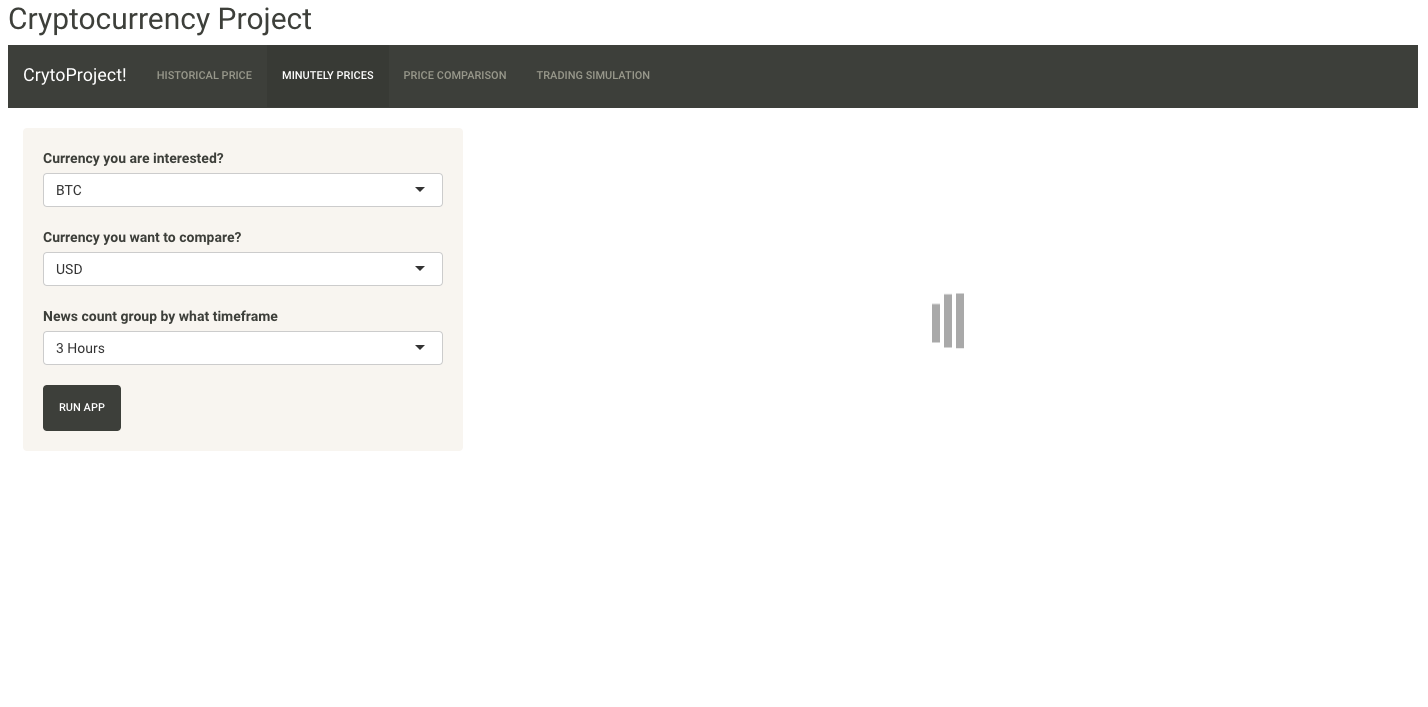 Cryptocurrency Project
CrytoProject! HISTORICAL PRICE MINUTELY PRICES PRICE COMPARISON TRADING SIMULATION
Currency you are interested?
BTC
Currency you want to compare?
USD
News count group by what timeframe
3 Hours
RUN APP